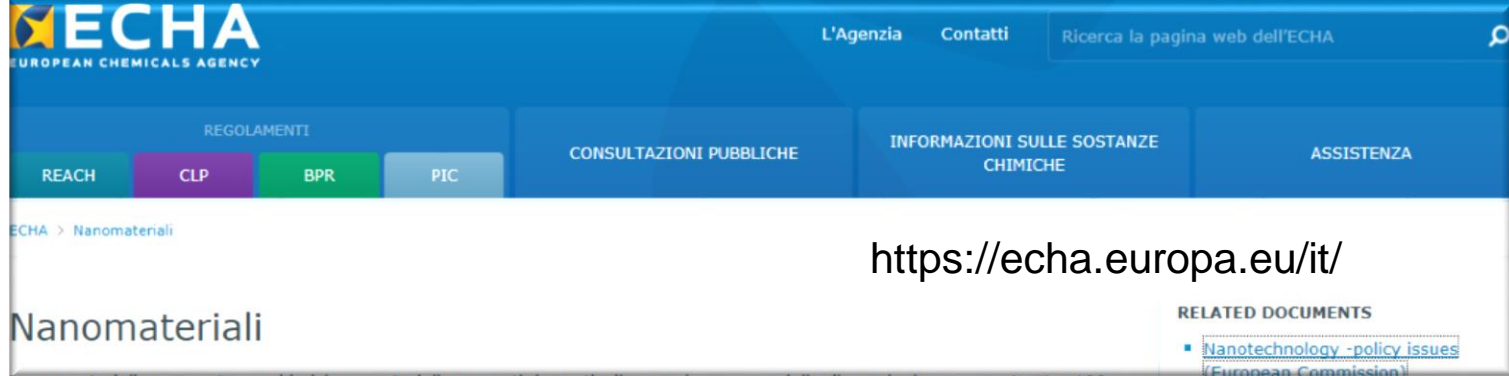 ECHA
EUROPEAN CHEMICALS AGENCY
L'Agenzia Contatti Ricerca la pagina web dell'ECHA
REGOLAMENTI
REACH CLP BPR PIC
CONSULTAZIONI PUBBLICHE
INFORMAZIONI SULLE SOSTANZE
CHIMICHE
ASSISTENZA
ECHA > Nanomateriali
https://echa.europa.eu/it/
Nanomateriali
RELATED DOCUMENTS
Nanotechnology -policy issues
(European Commission)